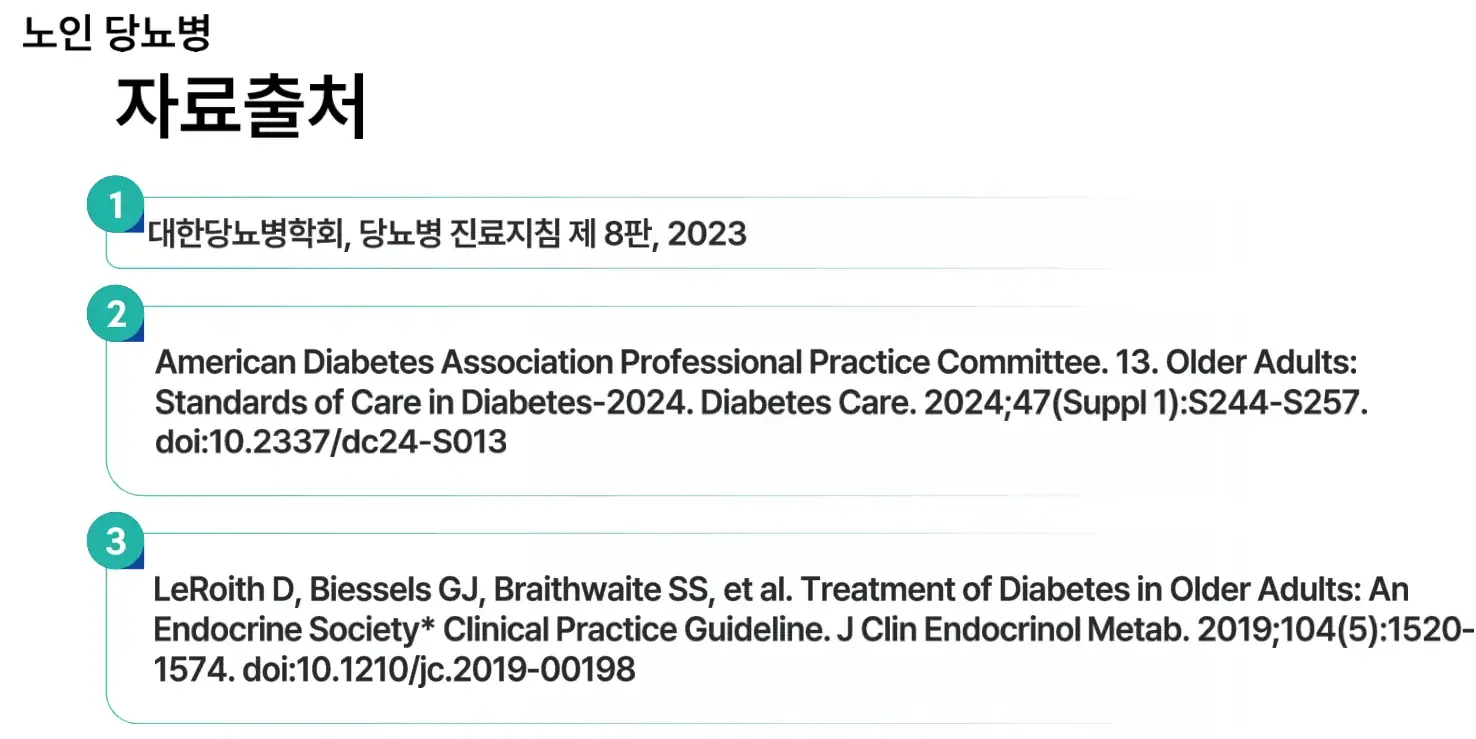 노인 당뇨병
자료출처
1
대한당뇨병학회, 당뇨병 진료지침 제 8판, 2023
2
American Diabetes Association Professional Practice Committee. 13. Older Adults:
Standards of Care in Diabetes-2024. Diabetes Care. 2024;47(Suppl 1):S244-S257.
doi:10.2337/dc24-S013
3
LeRoith D, Biessels GJ, Braithwaite SS, et al. Treatment of Diabetes in Older Adults: An
Endocrine Society* Clinical Practice Guideline. J Clin Endocrinol Metab. 2019;104(5):1520-
1574. doi:10.1210/jc.2019-00198